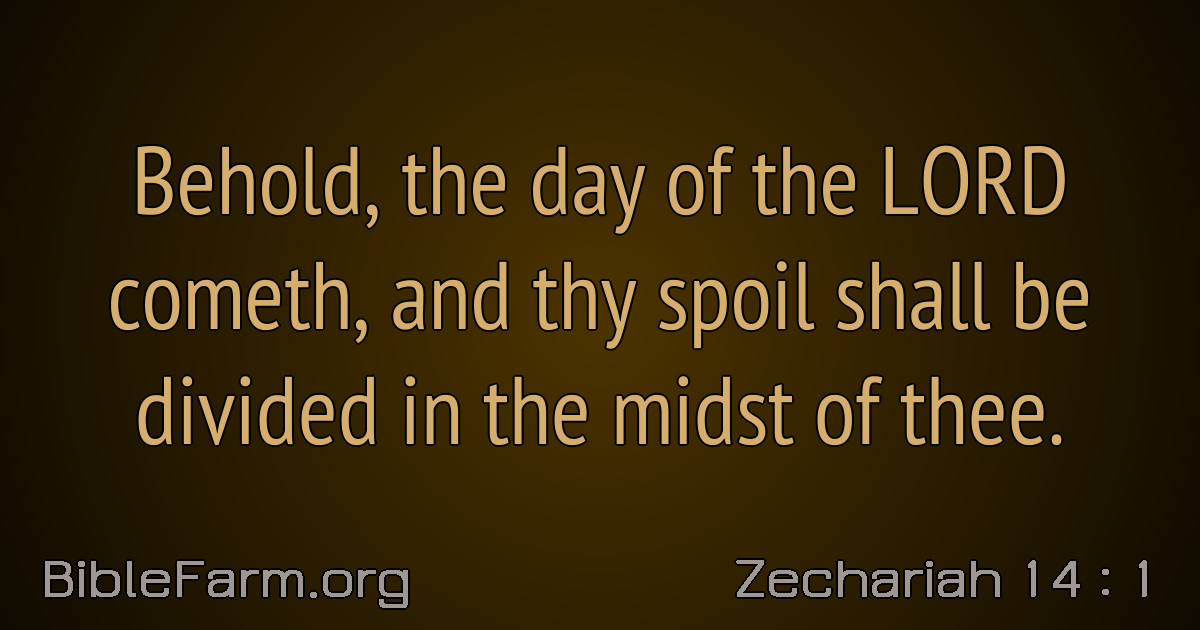 Behold, the day of the LORD
cometh, and thy spoil shall be
divided in the midst of thee.
BibleFarm.org
Zechariah 14 : 1